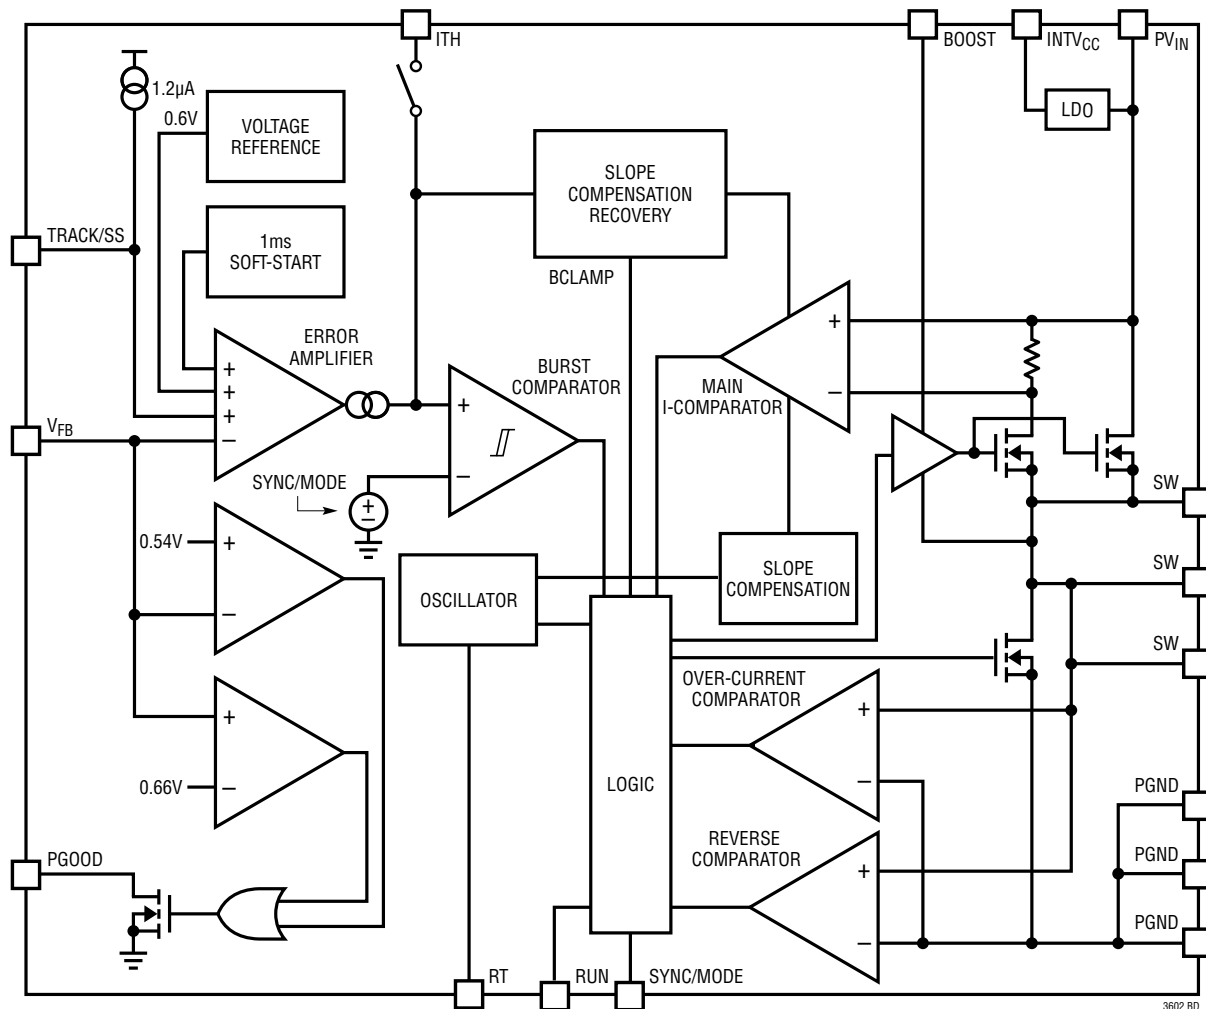 ITH
BOOST
INTVCC
PVIN
1.2µA
0.6V
VOLTAGE
REFERENCE
LDO
SLOPE
COMPENSATION
RECOVERY
TRACK/SS
1ms
SOFT-START
BCLAMP
ERROR
AMPLIFIER
BURST
COMPARATOR
MAIN
I-COMPARATOR
+
−
+
+
+
−
VFB
+
−
SYNC/MODE
+
−
SW
0.54V
+
−
OSCILLATOR
SLOPE
COMPENSATION
SW
SW
OVER-CURRENT
COMPARATOR
+
−
+
0.66V
−
LOGIC
PGND
REVERSE
COMPARATOR
+
−
PGOOD
PGND
PGND
RT
RUN
SYNC/MODE
3602 BD